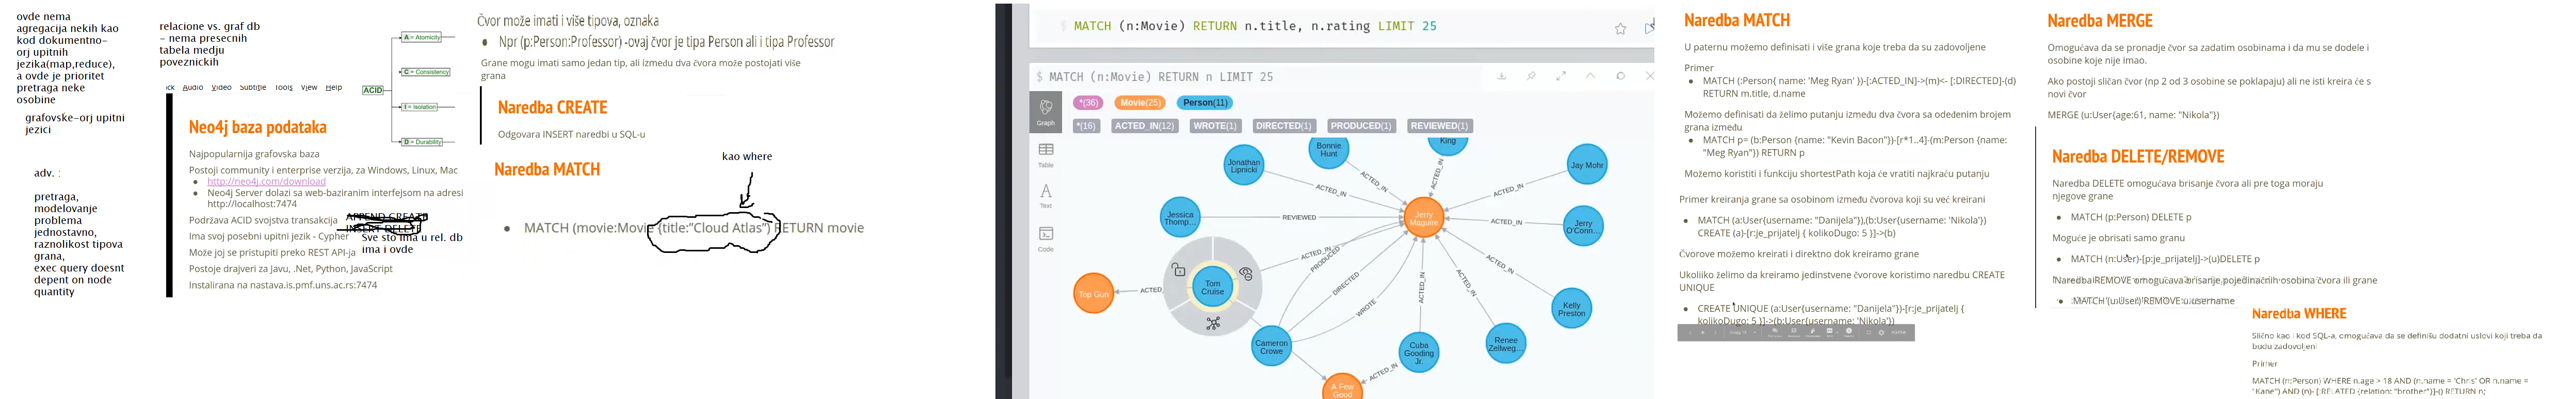 ovde nema
agregacija nekih kao
kod dokumentno-
orj upitnih
jezika(map,reduce),
a ovde je prioritet
pretraga neke
osobine
grafovske-orj upitni
jezici
adv. :
pretraga,
modelovanje
problema
jednostavno,
raznolikost tipova
grana,
exec query doesnt
depent on node
quantity
relacione vs. graf db
- nema presecnih
tabela medju
poveznickih
ick Audio Video Subtitle Tools View Help
ACID
A = Atomicity
C = Consistency
I = Isolation
D = Durability
Neo4j baza podataka
Najpopularnija grafovska baza
Postoji community i enterprise verzija, za Windows, Linux, Mac
● http://neo4j.com/download
● Neo4j Server dolazi sa web-baziranim interfejsom na adresi
http://localhost:7474
Podržava ACID svojstva transakcija
APPEND CREATE
INSERT DELETE
Ima svoj posebni upitni jezik - Cypher
Sve sto ima u rel. db
ima i ovde
Može joj se pristupiti preko REST API-ja
Postoje drajveri za Javu, .Net, Python, JavaScript
Instalirana na nastava.is.pmf.uns.ac.rs:7474
Čvor može imati i više tipova, oznaka
● Npr (p:Person:Professor) -ovaj čvor je tipa Person ali i tipa Professor
Grane mogu imati samo jedan tip, ali između dva čvora može postojati više
grana
Naredba CREATE
Odgovara INSERT naredbi u SQL-u
Naredba MATCH
kao where
● MATCH (movie:Movie {title:"Cloud Atlas"}) RETURN movie
$ MATCH (n:Movie) RETURN n.title, n.rating LIMIT 25
$ MATCH (n:Movie) RETURN n LIMIT 25
Graph
Table
Text
Code
*(36) Movie(25) Person(11)
*(16) ACTED_IN(12) WROTE(1) DIRECTED(1) PRODUCED(1) REVIEWED(1)
Bonnie
Hunt
King
Jonathan
Lipnicki
Jay Mohr
ACTED_IN
ACTED_IN
ACTED_IN
ACTED_IN
Jessica
Thomp...
REVIEWED
Jerry
Maguire
ACTED_IN
Jerry
O'Conn...
ACTED_IN
PRODUCED
DIRECTED
WROTE
ACTED_IN
ACTED_IN
ACTED_IN
Tom
Cruise
Top Gun
ACTED_
Kelly
Preston
Cameron
Crowe
Cuba
Gooding
Jr.
Renee
Zellweg...
ACTED_IN
A Few
Good
Naredba MATCH
U paternu možemo definisati i više grana koje treba da su zadovoljene
Primer
● MATCH (:Person{ name: 'Meg Ryan' })-[:ACTED_IN]->(m)<- [:DIRECTED]-(d)
RETURN m.title, d.name
Možemo definisati da želimo putanju između dva čvora sa odeđenim brojem
grana između
● MATCH p= (b:Person {name: "Kevin Bacon"})-[r*1..4]-(m:Person {name:
"Meg Ryan"}) RETURN p
Možemo koristiti i funkciju shortestPath koja će vratiti najkraću putanju
Primer kreiranja grane sa osobinom između čvorova koji su već kreirani
● MATCH (a:User{username: "Danijela"}),(b:User{username: 'Nikola'})
CREATE (a)-[r:je_prijatelj { kolikoDugo: 5 }]->(b)
Čvorove možemo kreirati i direktno dok kreiramo grane
Ukoliiko želimo da kreiramo jedinstvene čvorove koristimo naredbu CREATE
UNIQUE
● CREATE UNIQUE (a:User{username: "Danijela"})-[r:je_prijatelj {
kolikoDugo: 5 }]->(b:User{username: 'Nikola'})
Naredba MERGE
Omogućava da se pronadje čvor sa zadatim osobinama i da mu se dodele i
osobine koje nije imao.
Ako postoji sličan čvor (np 2 od 3 osobine se poklapaju) ali ne isti kreira će s
novi čvor
MERGE (u:User{age:61, name: "Nikola"})
Naredba DELETE/REMOVE
Naredba DELETE omogućava brisanje čvora ali pre toga moraju
njegove grane
● MATCH (p:Person) DELETE p
Moguće je obrisati samo granu
● MATCH (n:User)-[p:je_prijatelj]->(u)DELETE p
Naredba REMOVE omogućava brisanje pojedinačnih osobina čvora ili grane
● MATCH (u:User) REMOVE u.username
Naredba WHERE
Slično kao i kod SQL-a, omogućava da se definišu dodatni uslovi koji treba da
budu zadovoljeni
Primer
MATCH (n:Person) WHERE n.age > 18 AND (n.name = 'Chris' OR n.name =
"Kane") AND (n)-[:RELATED {relation: "brother"}]-() RETURN n;